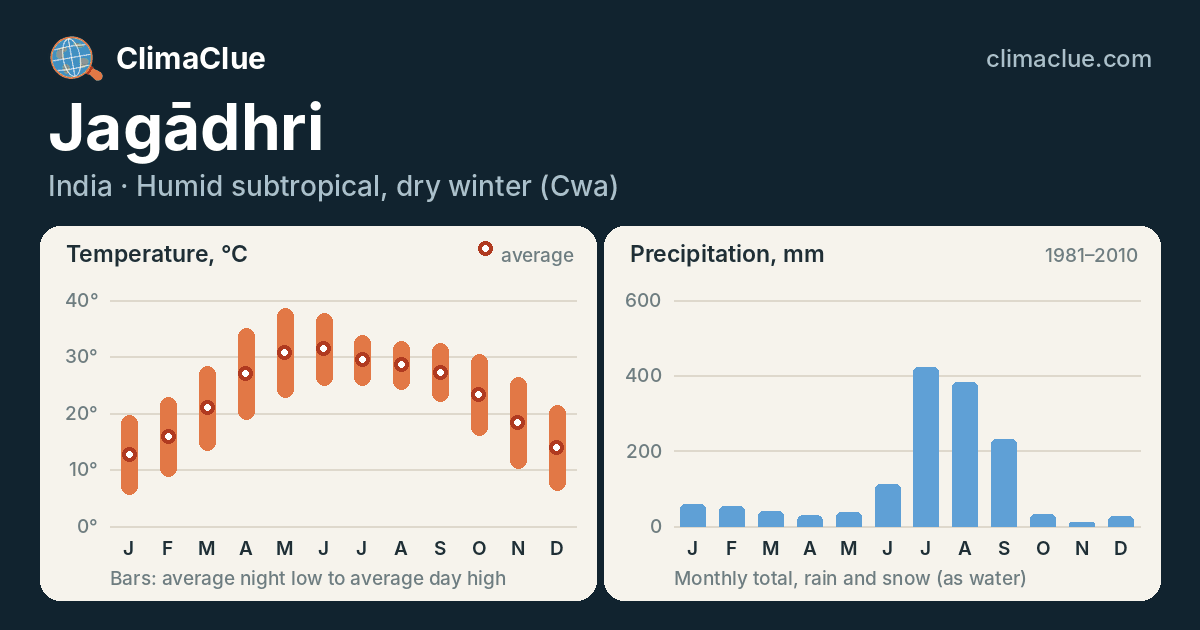 ClimaClue
climaclue.com
Jagādhri
India · Humid subtropical, dry winter (Cwa)
Temperature, °C
average
40°
30°
20°
10°
0°
J F M A M J J A S O N D
Bars: average night low to average day high
Precipitation, mm
1981–2010
600
400
200
0
J F M A M J J A S O N D
Monthly total, rain and snow (as water)